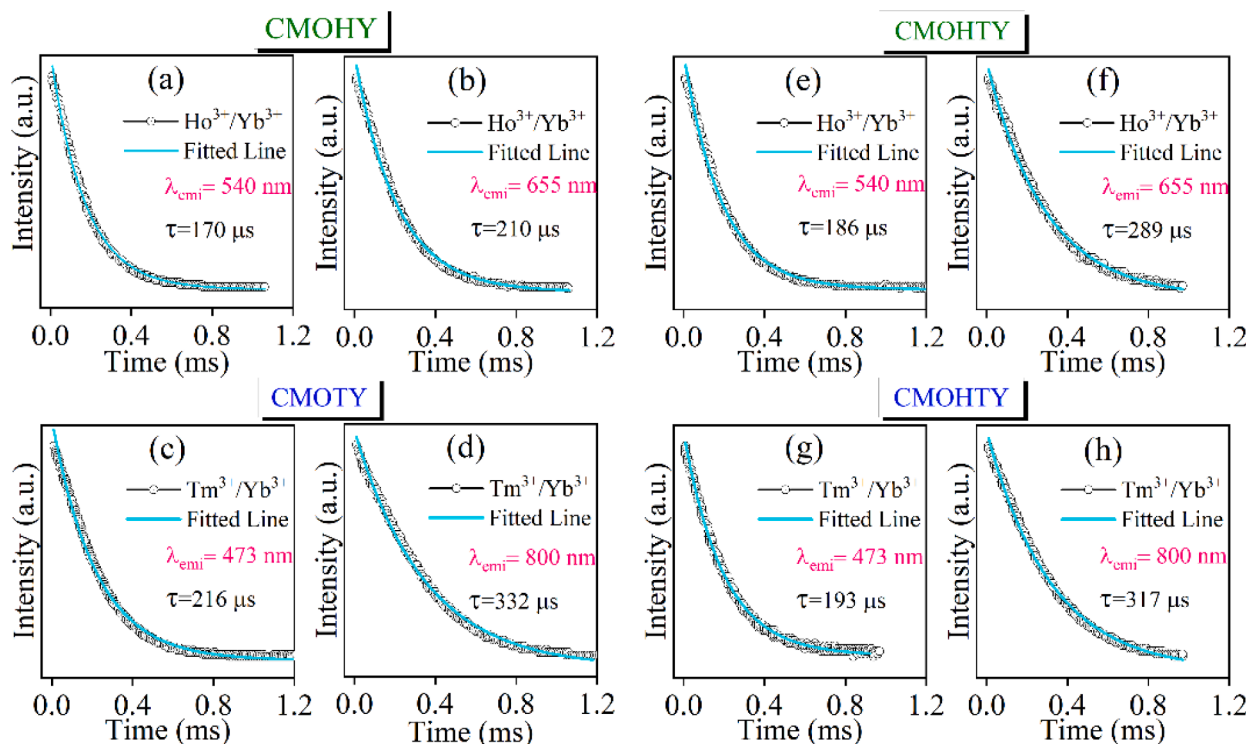 CMOHY
CMOHTY
(a)
Ho³⁺/Yb³⁺
Fitted Line
λemi= 540 nm
τ=170 μs
Intensity (a.u.)
0.0 0.4 0.8 1.2
Time (ms)
(b)
Ho³⁺/Yb³⁺
Fitted Line
λemi= 655 nm
τ=210 μs
Intensity (a.u.)
0.0 0.4 0.8 1.2
Time (ms)
(e)
Ho³⁺/Yb³⁺
Fitted Line
λemi= 540 nm
τ=186 μs
Intensity (a.u.)
0.0 0.4 0.8 1.2
Time (ms)
(f)
Ho³⁺/Yb³⁺
Fitted Line
λemi= 655 nm
τ=289 μs
Intensity (a.u.)
0.0 0.4 0.8 1.2
Time (ms)
CMOTY
CMOHTY
(c)
Tm³⁺/Yb³⁺
Fitted Line
λemi= 473 nm
τ=216 μs
Intensity (a.u.)
0.0 0.4 0.8 1.2
Time (ms)
(d)
Tm³⁺/Yb³⁺
Fitted Line
λemi= 800 nm
τ=332 μs
Intensity (a.u.)
0.0 0.4 0.8 1.2
Time (ms)
(g)
Tm³⁺/Yb³⁺
Fitted Line
λemi= 473 nm
τ=193 μs
Intensity (a.u.)
0.0 0.4 0.8 1.2
Time (ms)
(h)
Tm³⁺/Yb³⁺
Fitted Line
λemi= 800 nm
τ=317 μs
Intensity (a.u.)
0.0 0.4 0.8 1.2
Time (ms)